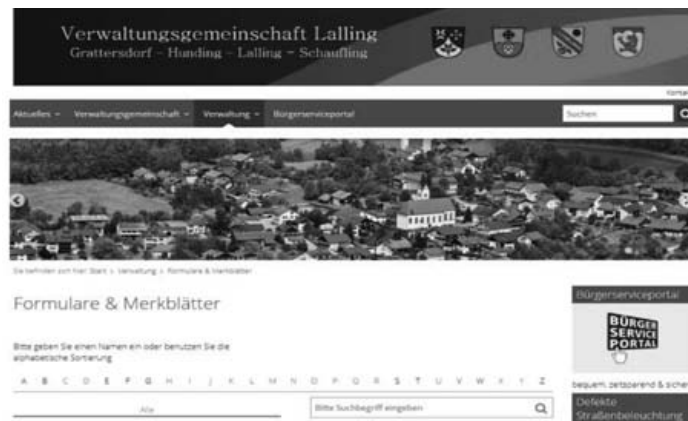 Verwaltungsgemeinschaft Lalling
Grattersdorf - Hunding - Lalling - Schaufling
Aktuelles Verwaltungsgemeinschaft Verwaltung Bürgerserviceportal
Suchen
Sie befinden sich hier: Start > Verwaltung > Formulare & Merkblätter
Formulare & Merkblätter
Bitte geben Sie einen Namen ein oder benutzen Sie die
alphabetische Sortierung
A B C D E F G H I J K L M N O P Q R S T U V W X Y Z
Alle
Bitte Suchbegriff eingeben
Bürgerserviceportal
BÜRGER
SERVICE
PORTAL
bequem, zeitsparend & sicher
Defekte
Straßenbeleuchtung